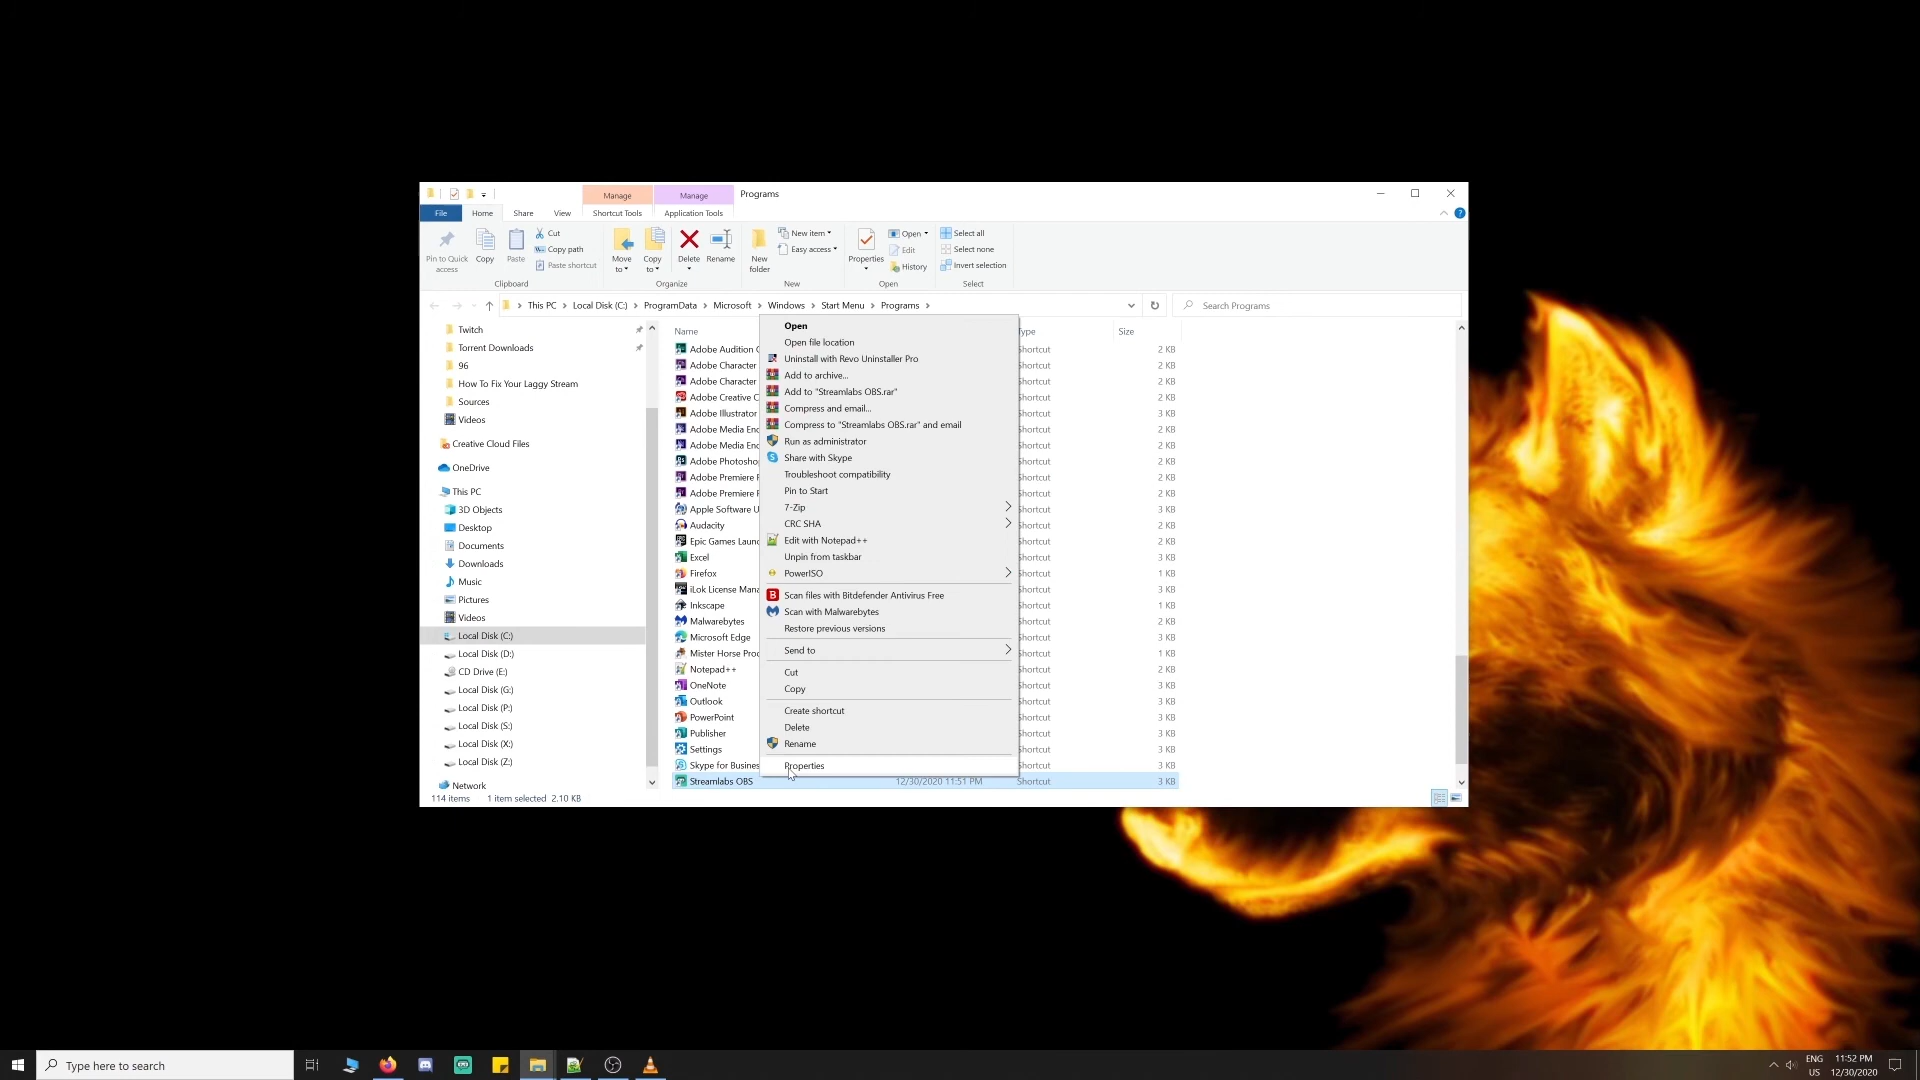 Manage
Manage
Programs
File
Home
Share
View
Shortcut Tools
Application Tools
Pin to Quick access
Copy
Paste
Cut
Copy path
Paste shortcut
Clipboard
Move to
Copy to
Delete
Rename
Organize
New folder
New item
Easy access
New
Properties
Open
Edit
History
Open
Select all
Select none
Invert selection
Select
This PC > Local Disk (C:) > ProgramData > Microsoft > Windows > Start Menu > Programs >
Search Programs
Twitch
Torrent Downloads
96
How To Fix Your Laggy Stream
Sources
Videos
Creative Cloud Files
OneDrive
This PC
3D Objects
Desktop
Documents
Downloads
Music
Pictures
Videos
Local Disk (C:)
Local Disk (D:)
CD Drive (E:)
Local Disk (G:)
Local Disk (P:)
Local Disk (S:)
Local Disk (X:)
Local Disk (Z:)
Network
Name Type Size
Adobe Audition Shortcut 2 KB
Adobe Character Shortcut 2 KB
Adobe Character Shortcut 2 KB
Adobe Creative C Shortcut 2 KB
Adobe Illustrator Shortcut 3 KB
Adobe Media Enc Shortcut 2 KB
Adobe Media Enc Shortcut 2 KB
Adobe Photosho Shortcut 2 KB
Adobe Premiere Shortcut 2 KB
Adobe Premiere Shortcut 2 KB
Apple Software U Shortcut 3 KB
Audacity Shortcut 2 KB
Epic Games Laun Shortcut 2 KB
Excel Shortcut 3 KB
Firefox Shortcut 1 KB
iLok License Mana Shortcut 3 KB
Inkscape Shortcut 1 KB
Malwarebytes Shortcut 2 KB
Microsoft Edge Shortcut 3 KB
Mister Horse Proc Shortcut 1 KB
Notepad++ Shortcut 2 KB
OneNote Shortcut 3 KB
Outlook Shortcut 3 KB
PowerPoint Shortcut 3 KB
Publisher Shortcut 3 KB
Settings Shortcut 3 KB
Skype for Busines Shortcut 3 KB
Streamlabs OBS 12/30/2020 11:51 PM Shortcut 3 KB
Open
Open file location
Uninstall with Revo Uninstaller Pro
Add to archive...
Add to "Streamlabs OBS.rar"
Compress and email...
Compress to "Streamlabs OBS.rar" and email
Run as administrator
Share with Skype
Troubleshoot compatibility
Pin to Start
7-Zip
CRC SHA
Edit with Notepad++
Unpin from taskbar
PowerISO
Scan files with Bitdefender Antivirus Free
Scan with Malwarebytes
Restore previous versions
Send to
Cut
Copy
Create shortcut
Delete
Rename
Properties
114 items 1 item selected 2.10 KB
Type here to search
ENG
US
11:52 PM
12/30/2020